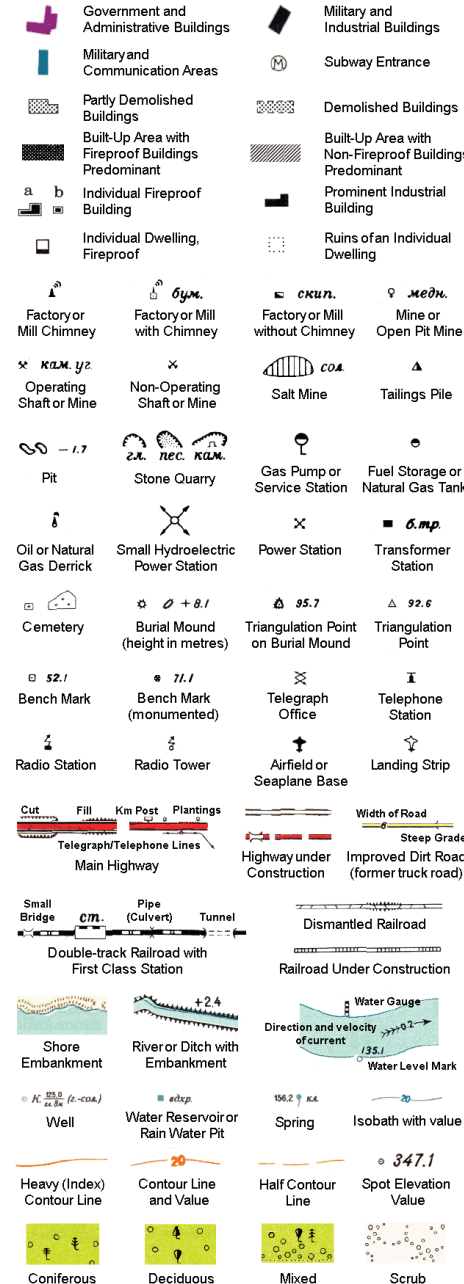 Government and
Administrative Buildings
Military and
Industrial Buildings
Military and
Communication Areas
M
Subway Entrance
Partly Demolished
Buildings
Demolished Buildings
Built-Up Area with
Fireproof Buildings
Predominant
Built-Up Area with
Non-Fireproof Buildings
Predominant
a b
Individual Fireproof
Building
Prominent Industrial
Building
Individual Dwelling,
Fireproof
Ruins of an Individual
Dwelling
бум. скип. медн.
Factory or
Mill Chimney
Factory or Mill
with Chimney
Factory or Mill
without Chimney
Mine or
Open Pit Mine
кам. уг. сол.
Operating
Shaft or Mine
Non-Operating
Shaft or Mine
Salt Mine
Tailings Pile
–1.7 гл. пес. кам.
Pit
Stone Quarry
Gas Pump or
Service Station
Fuel Storage or
Natural Gas Tank
Oil or Natural
Gas Derrick
Small Hydroelectric
Power Station
Power Station
б.тр.
Transformer
Station
+8.1 95.7 92.6
Cemetery
Burial Mound
(height in metres)
Triangulation Point
on Burial Mound
Triangulation
Point
52.1 71.1
Bench Mark
Bench Mark
(monumented)
Telegraph
Office
Telephone
Station
Radio Station
Radio Tower
Airfield or
Seaplane Base
Landing Strip
Cut Fill Km Post Plantings
Telegraph/Telephone Lines
Main Highway
Highway under
Construction
Width of Road
8
Steep Grade
Improved Dirt Road
(former truck road)
Small
Bridge
ст.
Pipe
(Culvert)
Tunnel
Double-track Railroad with
First Class Station
Dismantled Railroad
Railroad Under Construction
Shore
Embankment
+2.4
River or Ditch with
Embankment
Water Gauge
Direction and velocity
of current
0.2
135.1
Water Level Mark
К. 125,0 (г.-сол.)
Well
вдхр.
Water Reservoir or
Rain Water Pit
156,2 кл.
Spring
20
Isobath with value
Heavy (Index)
Contour Line
20
Contour Line
and Value
Half Contour
Line
347.1
Spot Elevation
Value
Coniferous
Deciduous
Mixed
Scrub